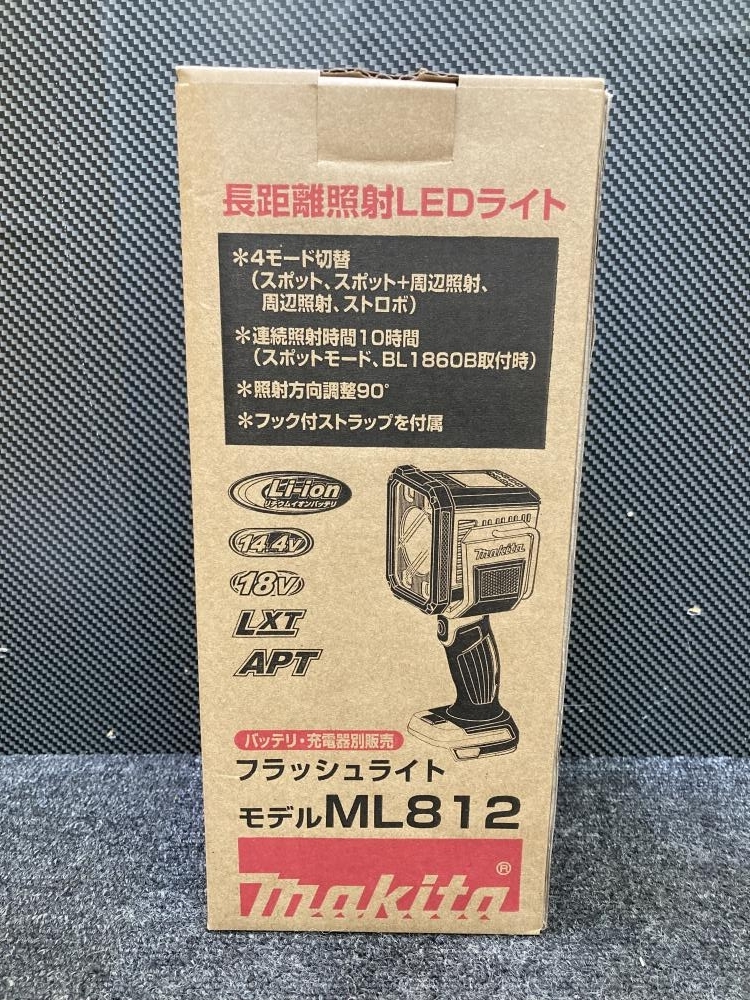 長距離照射LEDライト
＊4モード切替
（スポット、スポット＋周辺照射、
周辺照射、ストロボ）
＊連続照射時間10時間
（スポットモード、BL1860B取付時）
＊照射方向調整90°
＊フック付ストラップを付属
Li-ion
リチウムイオンバッテリ
14.4V
18V
LXT
APT
makita
バッテリ・充電器別販売
フラッシュライト
モデルML812
makita®